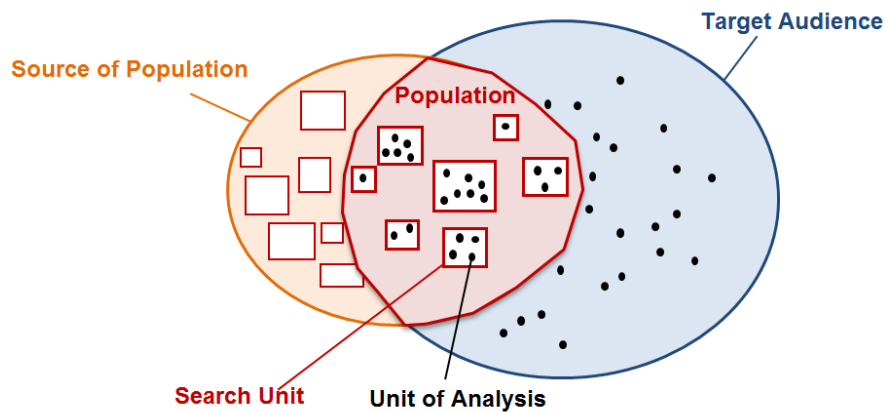 Target Audience
Source of Population
Population
Search Unit
Unit of Analysis